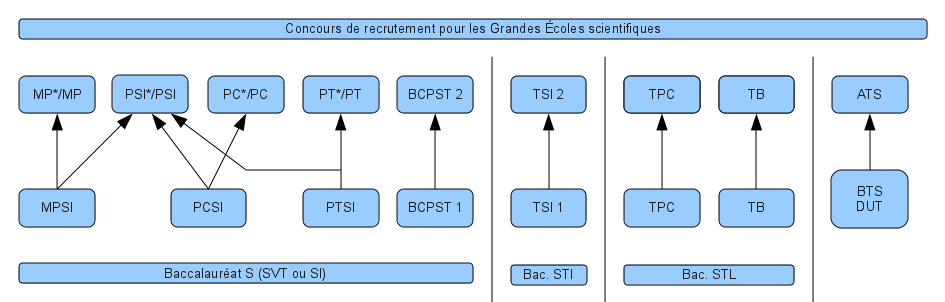 Concours de recrutement pour les Grandes Écoles scientifiques
MP*/MP
PSI*/PSI
PC*/PC
PT*/PT
BCPST 2
TSI 2
TPC
TB
ATS
MPSI
PCSI
PTSI
BCPST 1
TSI 1
TPC
TB
BTS
DUT
Baccalauréat S (SVT ou SI)
Bac. STI
Bac. STL